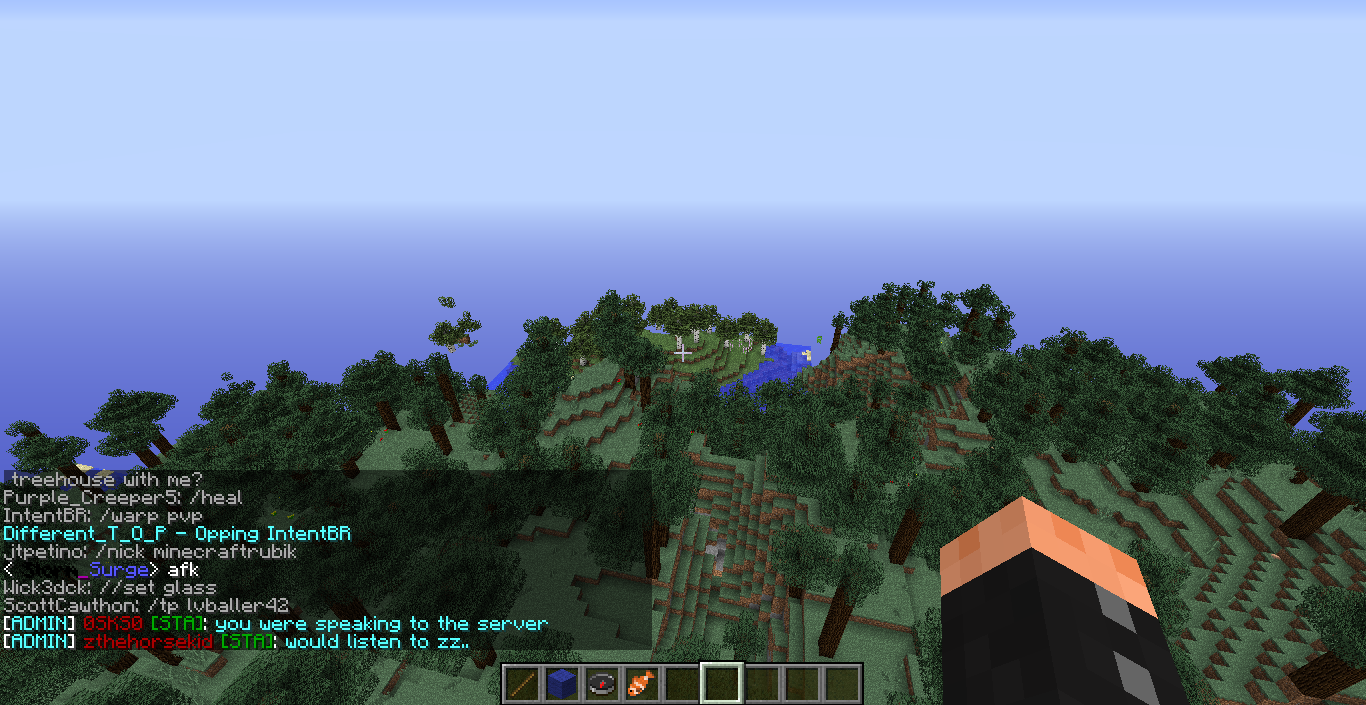 treehouse with me?
Purple_Creeper5: /heal
IntentBR: /warp pvp
Different_T_O_P - Opping IntentBR
jtpetino: /nick minecraftrubik
< Storm_Surge> afk
Wick3dck: //set glass
ScottCawthon: /tp lvballer42
[ADMIN] 0SKS0 [STA]: you were speaking to the server
[ADMIN] zthehorsekid [STA]: would listen to zz..